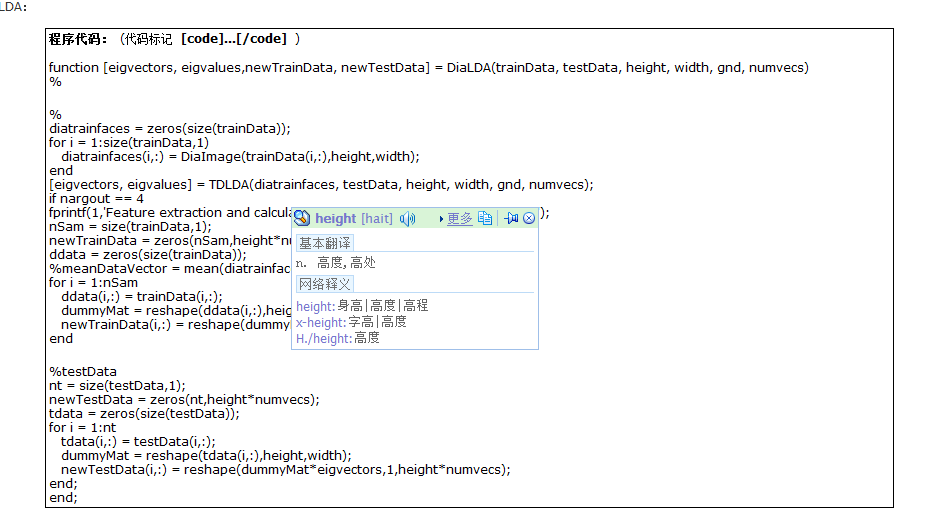 LDA:
程序代码：（代码标记 [code]...[/code] ）
function [eigvectors, eigvalues,newTrainData, newTestData] = DiaLDA(trainData, testData, height, width, gnd, numvecs)
%
%
diatrainfaces = zeros(size(trainData));
for i = 1:size(trainData,1)
diatrainfaces(i,:) = DiaImage(trainData(i,:),height,width);
end
[eigvectors, eigvalues] = TDLDA(diatrainfaces, testData, height, width, gnd, numvecs);
if nargout == 4
fprintf(1,'Feature extraction and calcula );
nSam = size(trainData,1);
newTrainData = zeros(nSam,height*nu
ddata = zeros(size(trainData));
%meanDataVector = mean(diatrainfac
for i = 1:nSam
ddata(i,:) = trainData(i,:);
dummyMat = reshape(ddata(i,:),heig
newTrainData(i,:) = reshape(dummy
end
height [hait] 更多
基本翻译
n. 高度,高处
网络释义
height:身高|高度|高程
x-height:字高|高度
H./height:高度
%testData
nt = size(testData,1);
newTestData = zeros(nt,height*numvecs);
tdata = zeros(size(testData));
for i = 1:nt
tdata(i,:) = testData(i,:);
dummyMat = reshape(tdata(i,:),height,width);
newTestData(i,:) = reshape(dummyMat*eigvectors,1,height*numvecs);
end;
end;